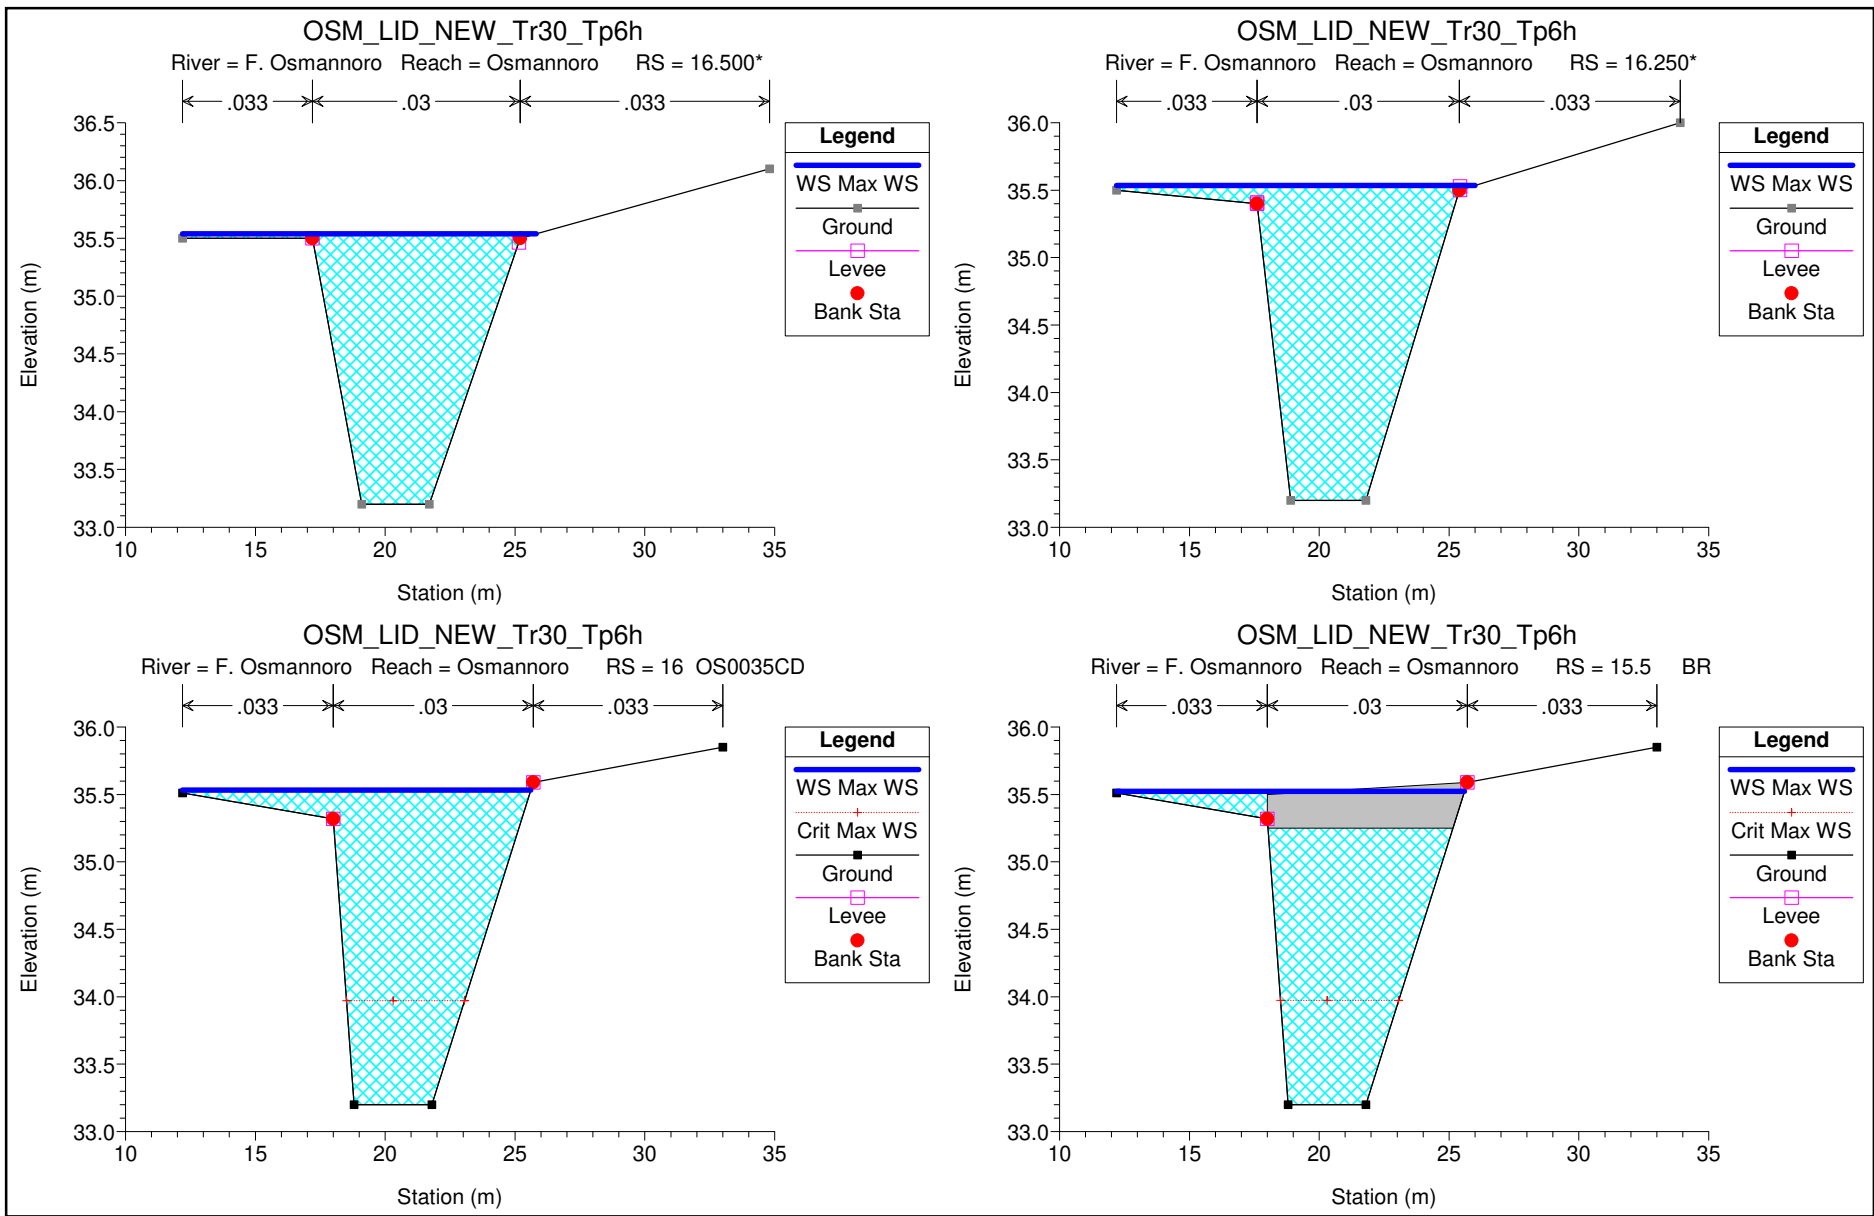 OSM_LID_NEW_Tr30_Tp6h
River = F. Osmannoro Reach = Osmannoro RS = 16.500*
.033 .03 .033
36.5
36.0
35.5
35.0
34.5
34.0
33.5
33.0
Elevation (m)
10 15 20 25 30 35
Station (m)
Legend
WS Max WS
Ground
Levee
Bank Sta
OSM_LID_NEW_Tr30_Tp6h
River = F. Osmannoro Reach = Osmannoro RS = 16.250*
.033 .03 .033
36.0
35.5
35.0
34.5
34.0
33.5
33.0
Elevation (m)
10 15 20 25 30 35
Station (m)
Legend
WS Max WS
Ground
Levee
Bank Sta
OSM_LID_NEW_Tr30_Tp6h
River = F. Osmannoro Reach = Osmannoro RS = 16 OS0035CD
.033 .03 .033
36.0
35.5
35.0
34.5
34.0
33.5
33.0
Elevation (m)
10 15 20 25 30 35
Station (m)
Legend
WS Max WS
Crit Max WS
Ground
Levee
Bank Sta
OSM_LID_NEW_Tr30_Tp6h
River = F. Osmannoro Reach = Osmannoro RS = 15.5 BR
.033 .03 .033
36.0
35.5
35.0
34.5
34.0
33.5
33.0
Elevation (m)
10 15 20 25 30 35
Station (m)
Legend
WS Max WS
Crit Max WS
Ground
Levee
Bank Sta